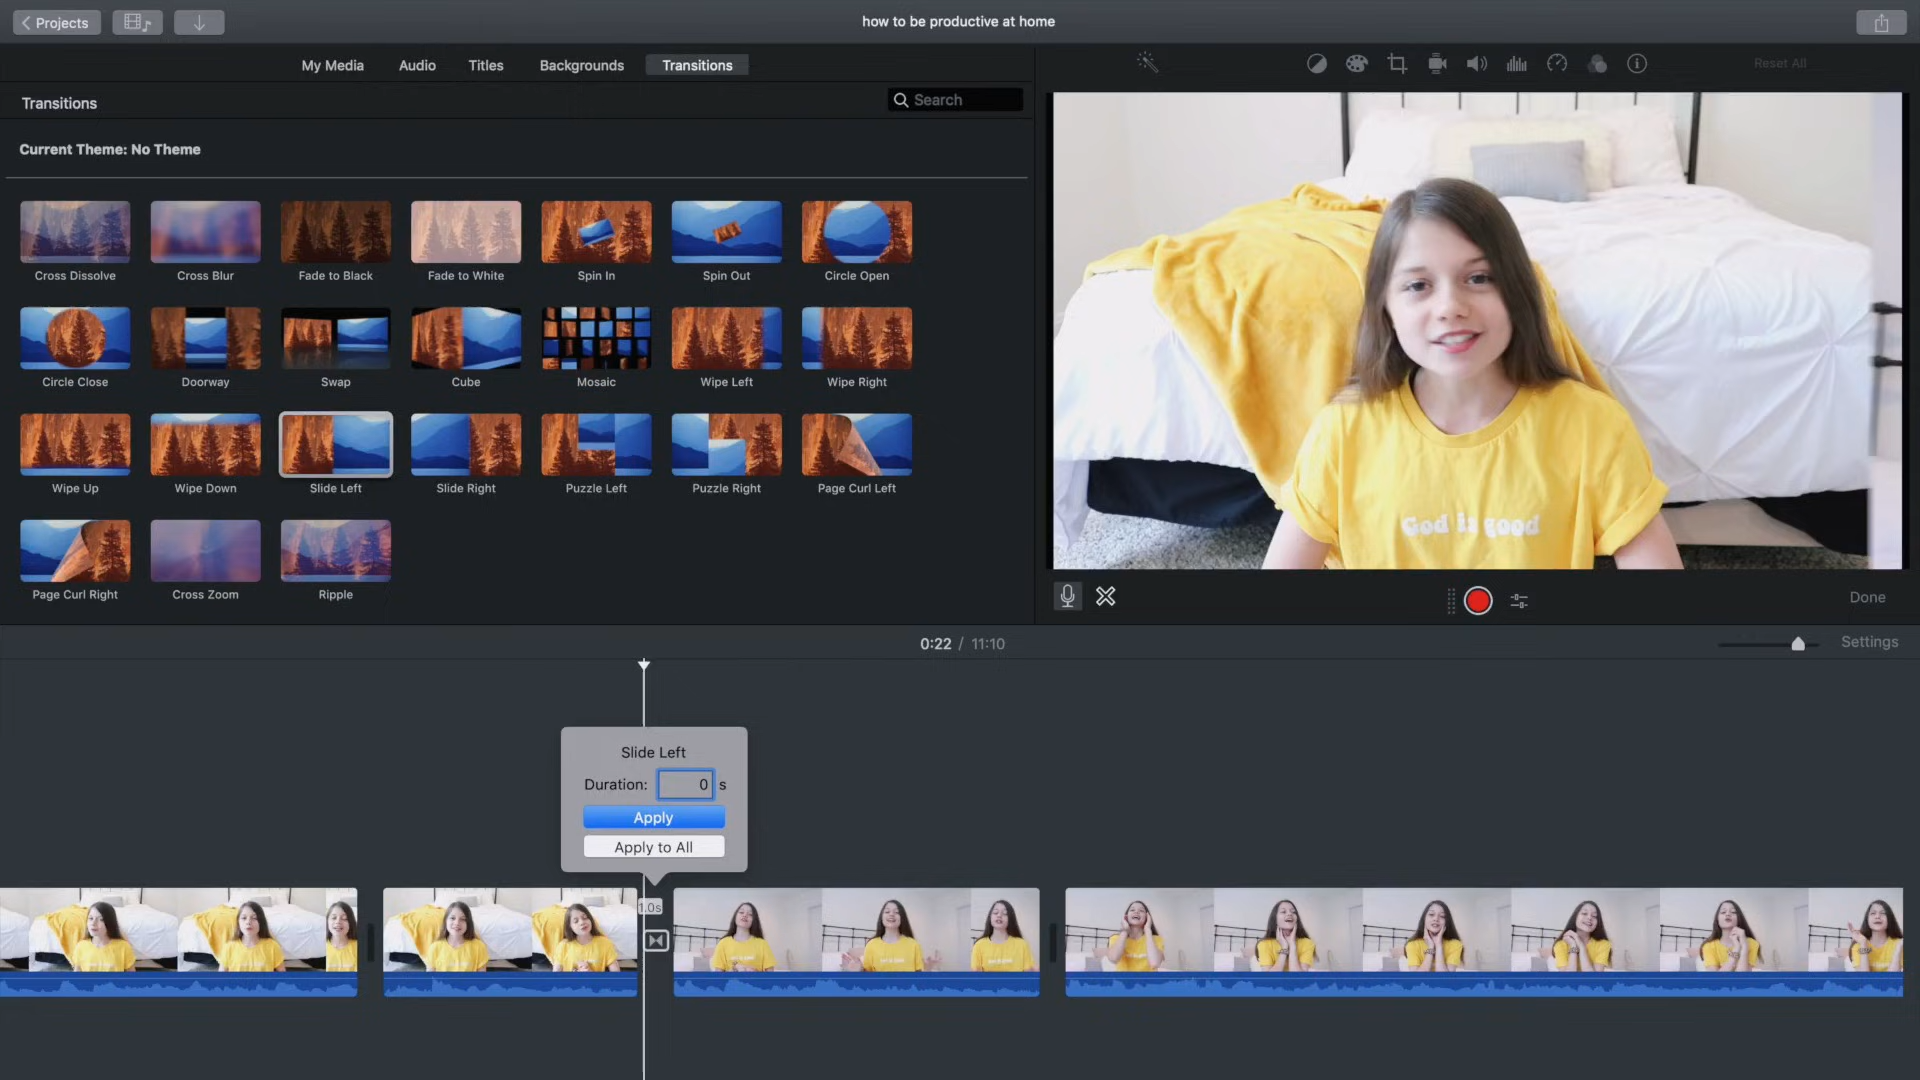 Projects
how to be productive at home
My Media Audio Titles Backgrounds Transitions
Reset All
Transitions
Search
Current Theme: No Theme
Cross Dissolve Cross Blur Fade to Black Fade to White Spin In Spin Out Circle Open
Circle Close Doorway Swap Cube Mosaic Wipe Left Wipe Right
Wipe Up Wipe Down Slide Left Slide Right Puzzle Left Puzzle Right Page Curl Left
Page Curl Right Cross Zoom Ripple
God is good
Done
0:22 / 11:10
Settings
Slide Left
Duration: 0 s
Apply
Apply to All
1.0s